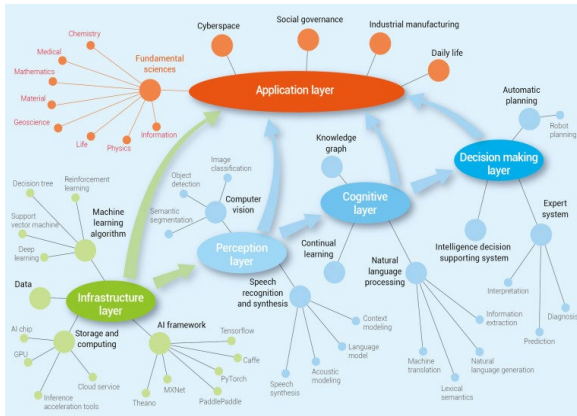 Chemistry
Medical
Mathematics
Material
Geoscience
Life
Physics
Information
Fundamental
sciences
Cyberspace
Social governance
Industrial manufacturing
Daily life
Application layer
Automatic
planning
Robot
planning
Decision making
layer
Expert
system
Intelligence decision
supporting system
Interpretation
Prediction
Diagnosis
Knowledge
graph
Cognitive
layer
Continual
learning
Natural
language
processing
Information
extraction
Natural
language generation
Lexical
semantics
Machine
translation
Image
classification
Object
detection
Semantic
segmentation
Computer
vision
Perception
layer
Speech
recognition
and synthesis
Context
modeling
Language
model
Acoustic
modeling
Speech
synthesis
Decision tree
Reinforcement
learning
Support
vector machine
Deep
learning
Machine
learning
algorithm
Data
Infrastructure
layer
Storage and
computing
AI chip
GPU
Inference
acceleration tools
Cloud service
AI framework
Tensorflow
Caffe
PyTorch
PaddlePaddle
MXNet
Theano